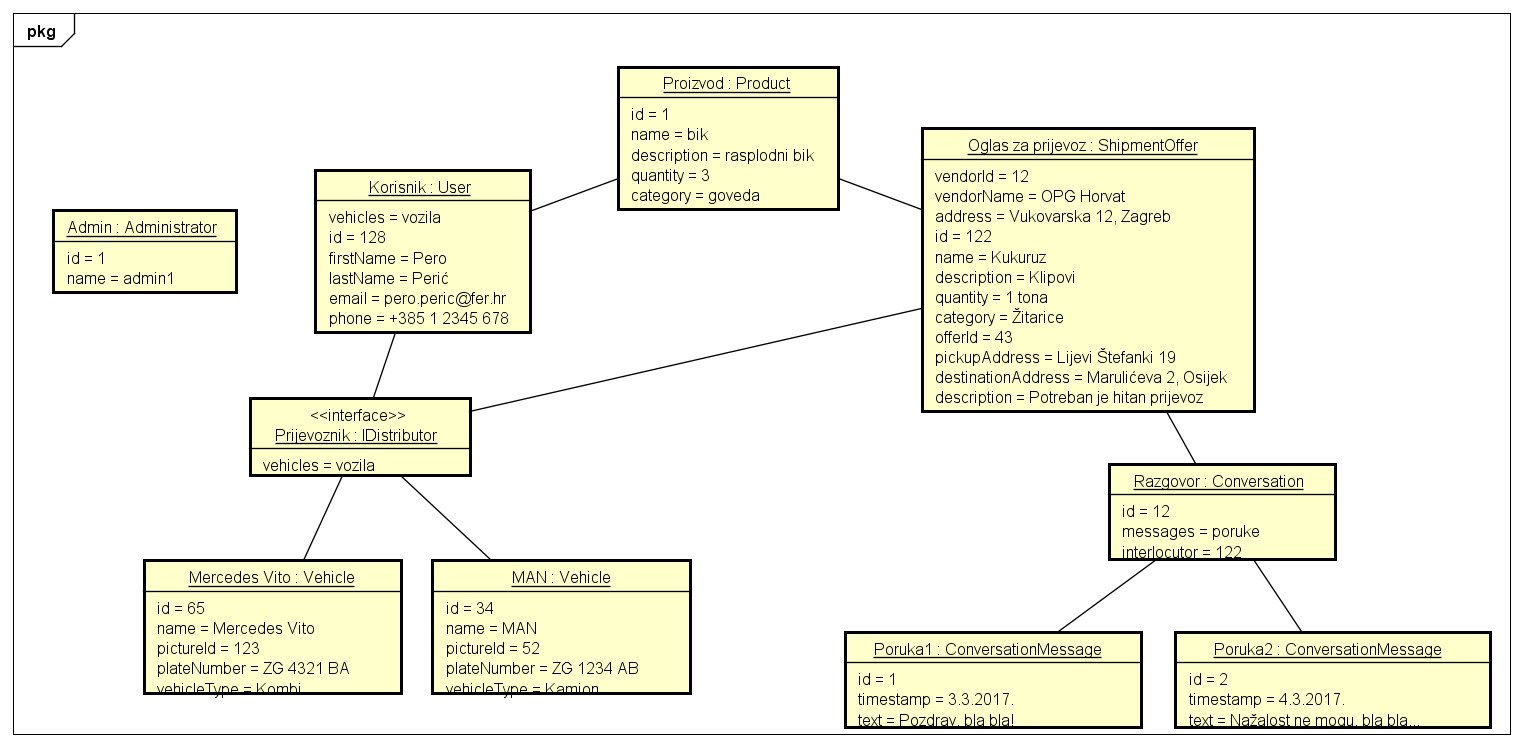 pkg
Proizvod : Product
id = 1
name = bik
description = rasplodni bik
quantity = 3
category = goveda
Oglas za prijevoz : ShipmentOffer
vendorId = 12
vendorName = OPG Horvat
address = Vukovarska 12, Zagreb
id = 122
name = Kukuruz
description = Klipovi
quantity = 1 tona
category = Žitarice
offerId = 43
pickupAddress = Lijevi Štefanki 19
destinationAddress = Marulićeva 2, Osijek
description = Potreban je hitan prijevoz
Korisnik : User
vehicles = vozila
id = 128
firstName = Pero
lastName = Perić
email = pero.peric@fer.hr
phone = +385 1 2345 678
Admin : Administrator
id = 1
name = admin1
<<interface>>
Prijevoznik : IDistributor
vehicles = vozila
Razgovor : Conversation
id = 12
messages = poruke
interlocutor = 122
Mercedes Vito : Vehicle
id = 65
name = Mercedes Vito
pictureId = 123
plateNumber = ZG 4321 BA
vehicleType = Kombi
MAN : Vehicle
id = 34
name = MAN
pictureId = 52
plateNumber = ZG 1234 AB
vehicleType = Kamion
Poruka1 : ConversationMessage
id = 1
timestamp = 3.3.2017.
text = Pozdrav, bla bla!
Poruka2 : ConversationMessage
id = 2
timestamp = 4.3.2017.
text = Nažalost ne mogu, bla bla...